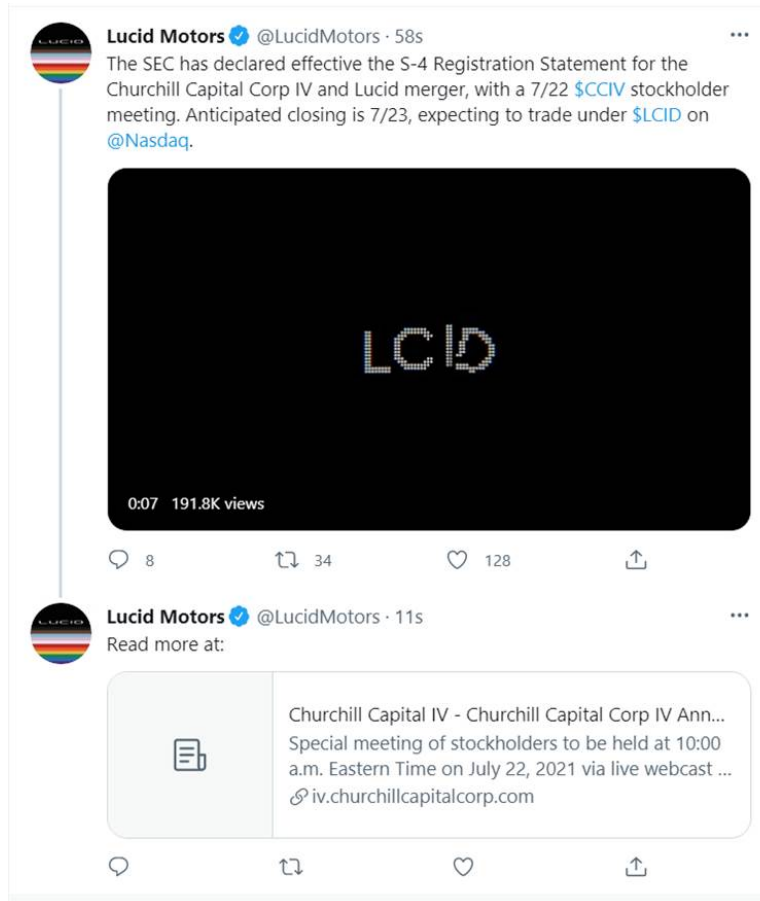 LUCID
Lucid Motors @LucidMotors · 58s
The SEC has declared effective the S-4 Registration Statement for the
Churchill Capital Corp IV and Lucid merger, with a 7/22 $CCIV stockholder
meeting. Anticipated closing is 7/23, expecting to trade under $LCID on
@Nasdaq.
LCID
0:07 191.8K views
8 34 128
LUCID
Lucid Motors @LucidMotors · 11s
Read more at:
Churchill Capital IV - Churchill Capital Corp IV Ann...
Special meeting of stockholders to be held at 10:00
a.m. Eastern Time on July 22, 2021 via live webcast ...
iv.churchillcapitalcorp.com